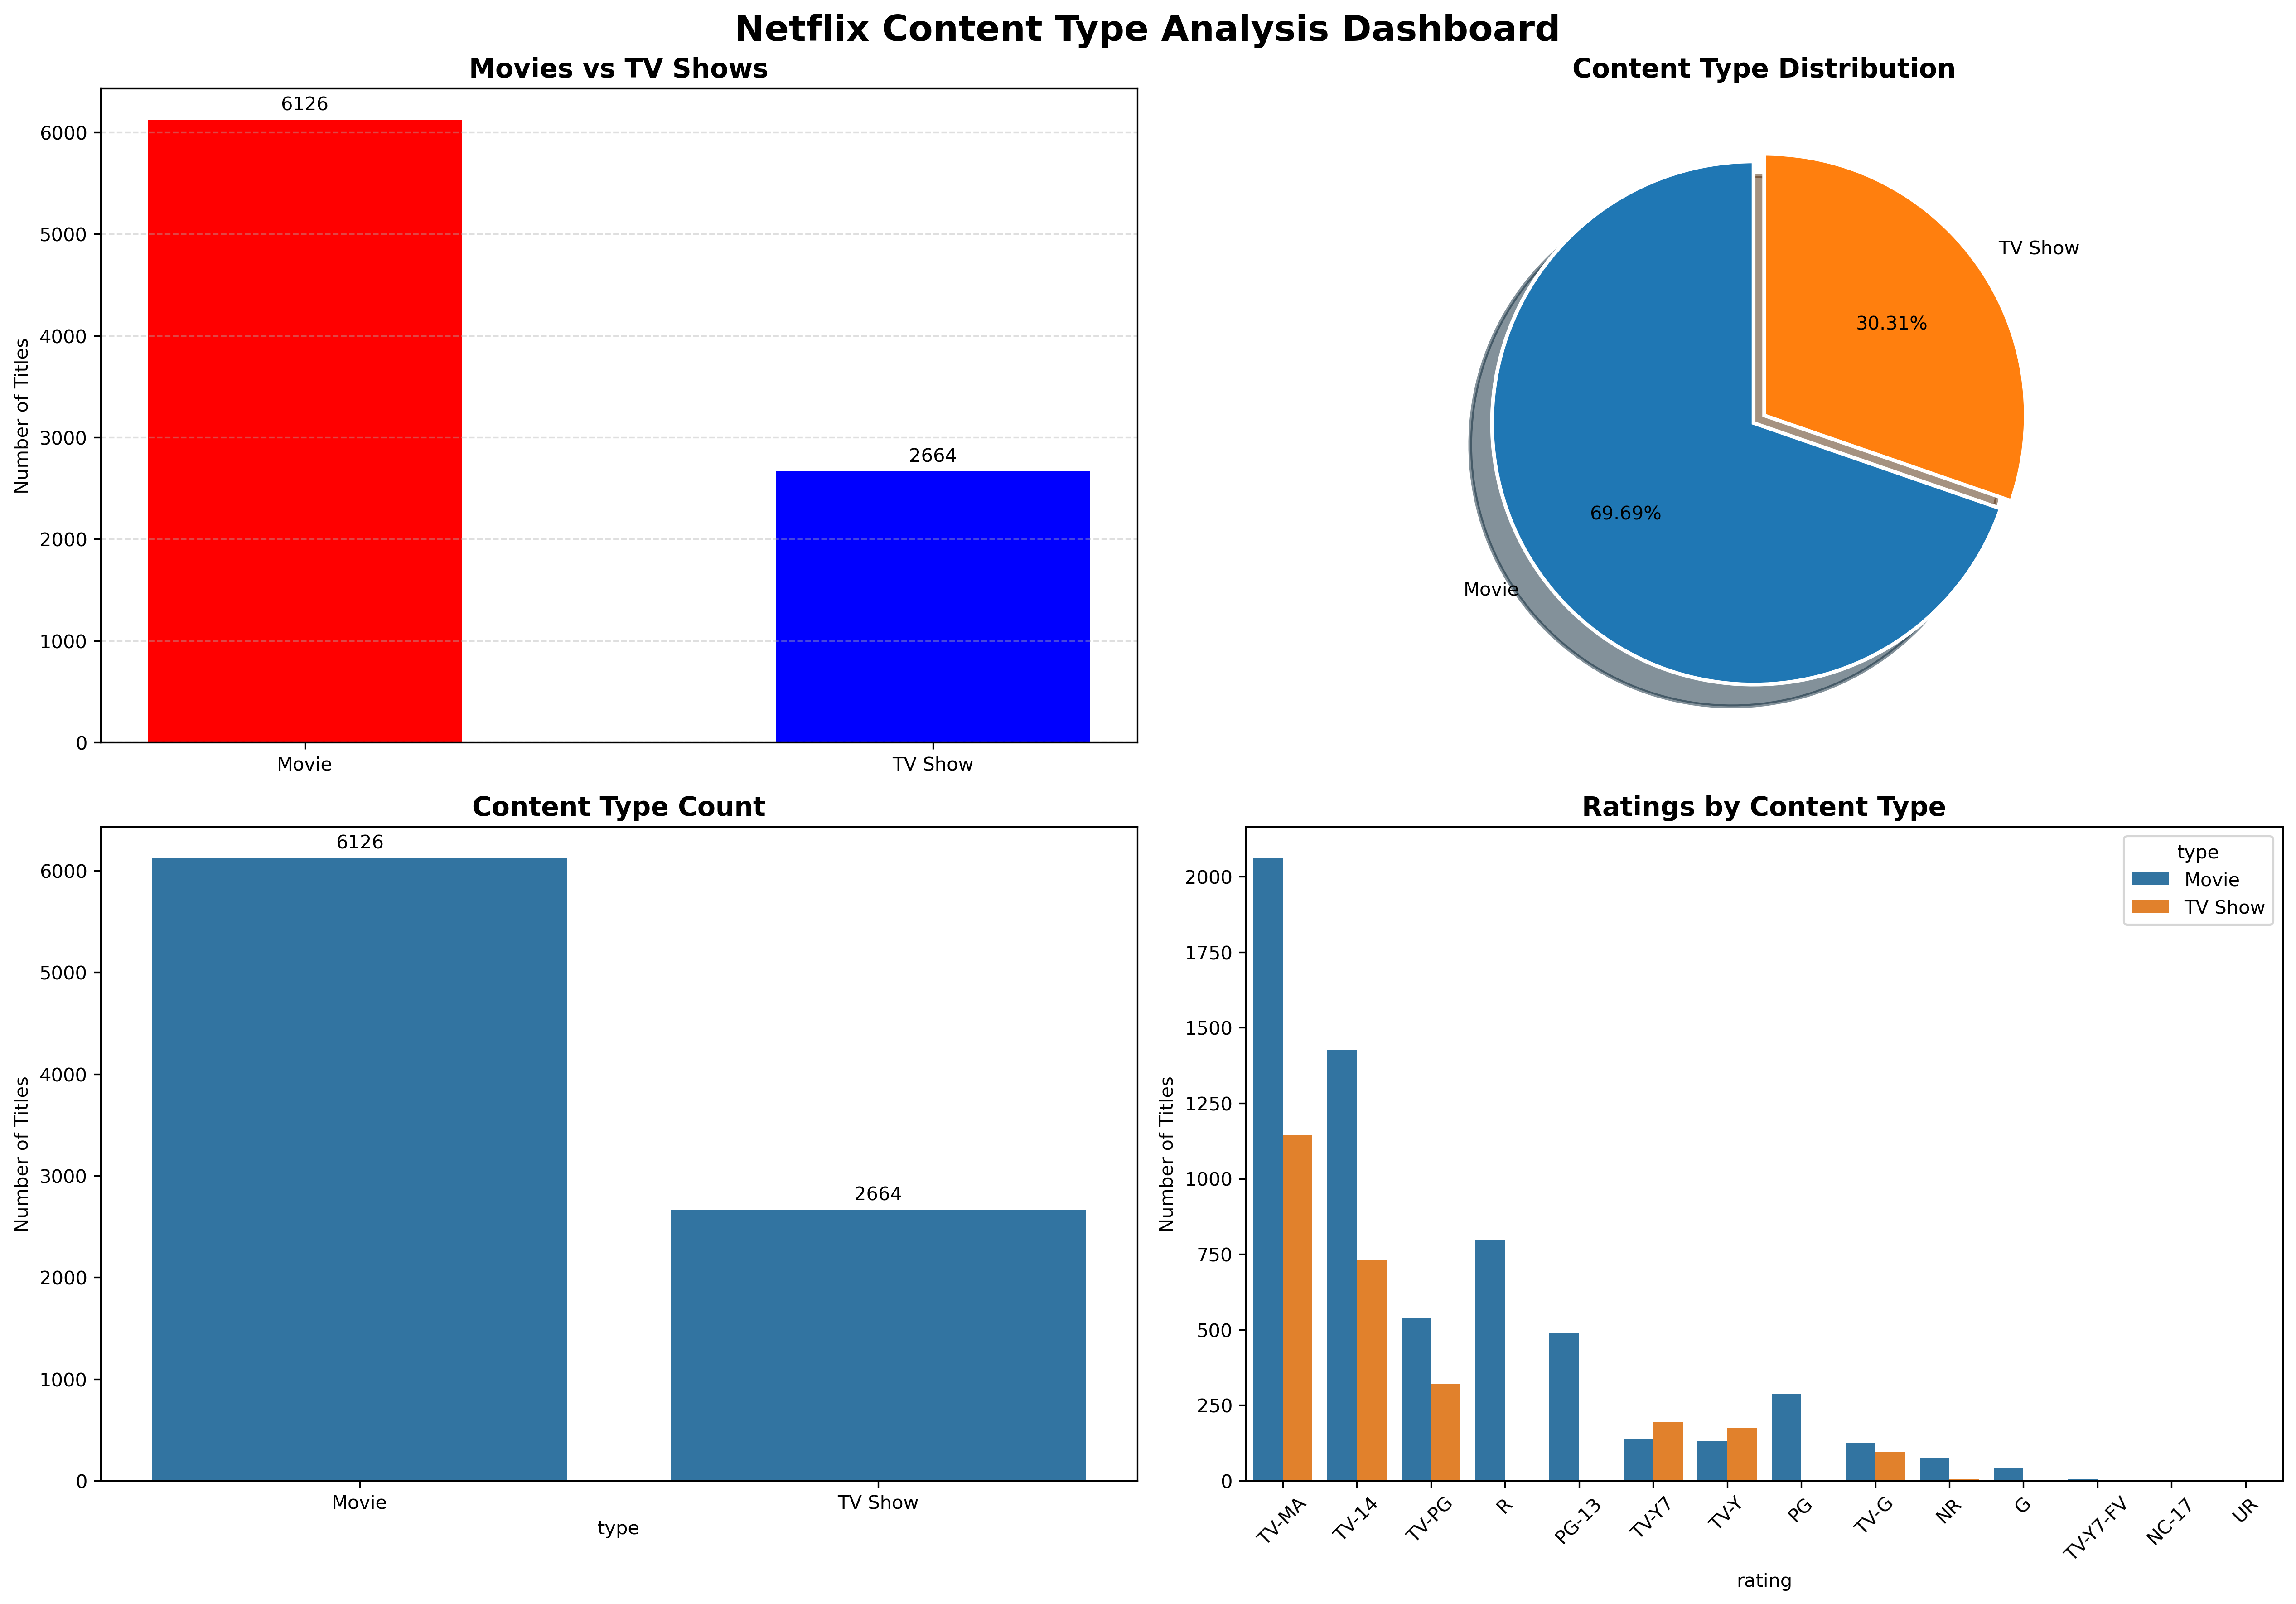 Netflix Content Type Analysis Dashboard
Movies vs TV Shows
6126
6000
5000
4000
3000
2000
1000
0
2664
Number of Titles
Movie
TV Show
Content Type Distribution
TV Show
30.31%
69.69%
Movie
Content Type Count
6126
6000
5000
4000
3000
2000
1000
0
2664
Number of Titles
Movie
TV Show
type
Ratings by Content Type
type
Movie
TV Show
2000
1750
1500
1250
1000
750
500
250
0
Number of Titles
TV-MA
TV-14
TV-PG
R
PG-13
TV-Y7
TV-Y
PG
TV-G
NR
G
TV-Y7-FV
NC-17
UR
rating